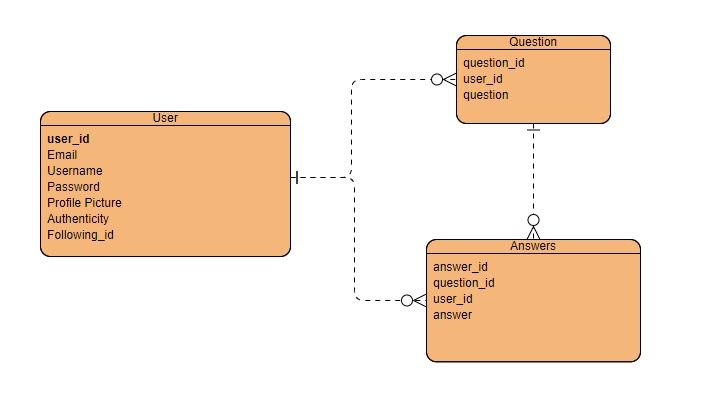 Question
question_id
user_id
question
User
user_id
Email
Username
Password
Profile Picture
Authenticity
Following_id
Answers
answer_id
question_id
user_id
answer